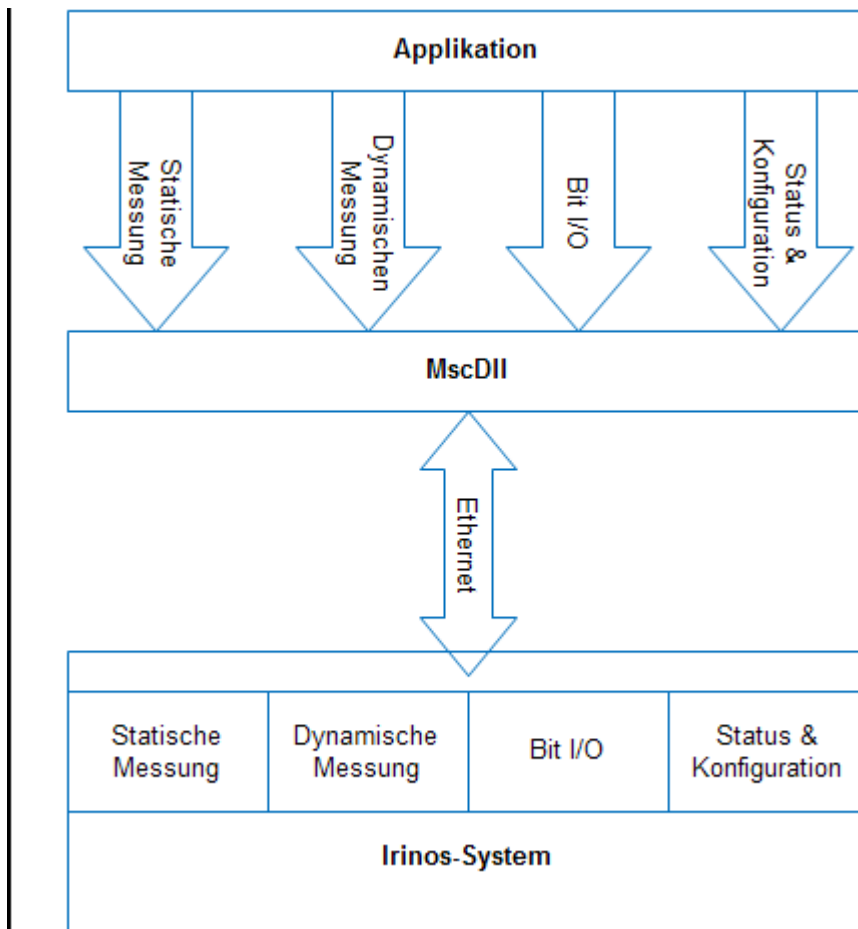 Applikation
Statische
Messung
Dynamischen
Messung
Bit I/O
Status &
Konfiguration
MscDll
Ethernet
Statische
Messung
Dynamische
Messung
Bit I/O
Status &
Konfiguration
Irinos-System